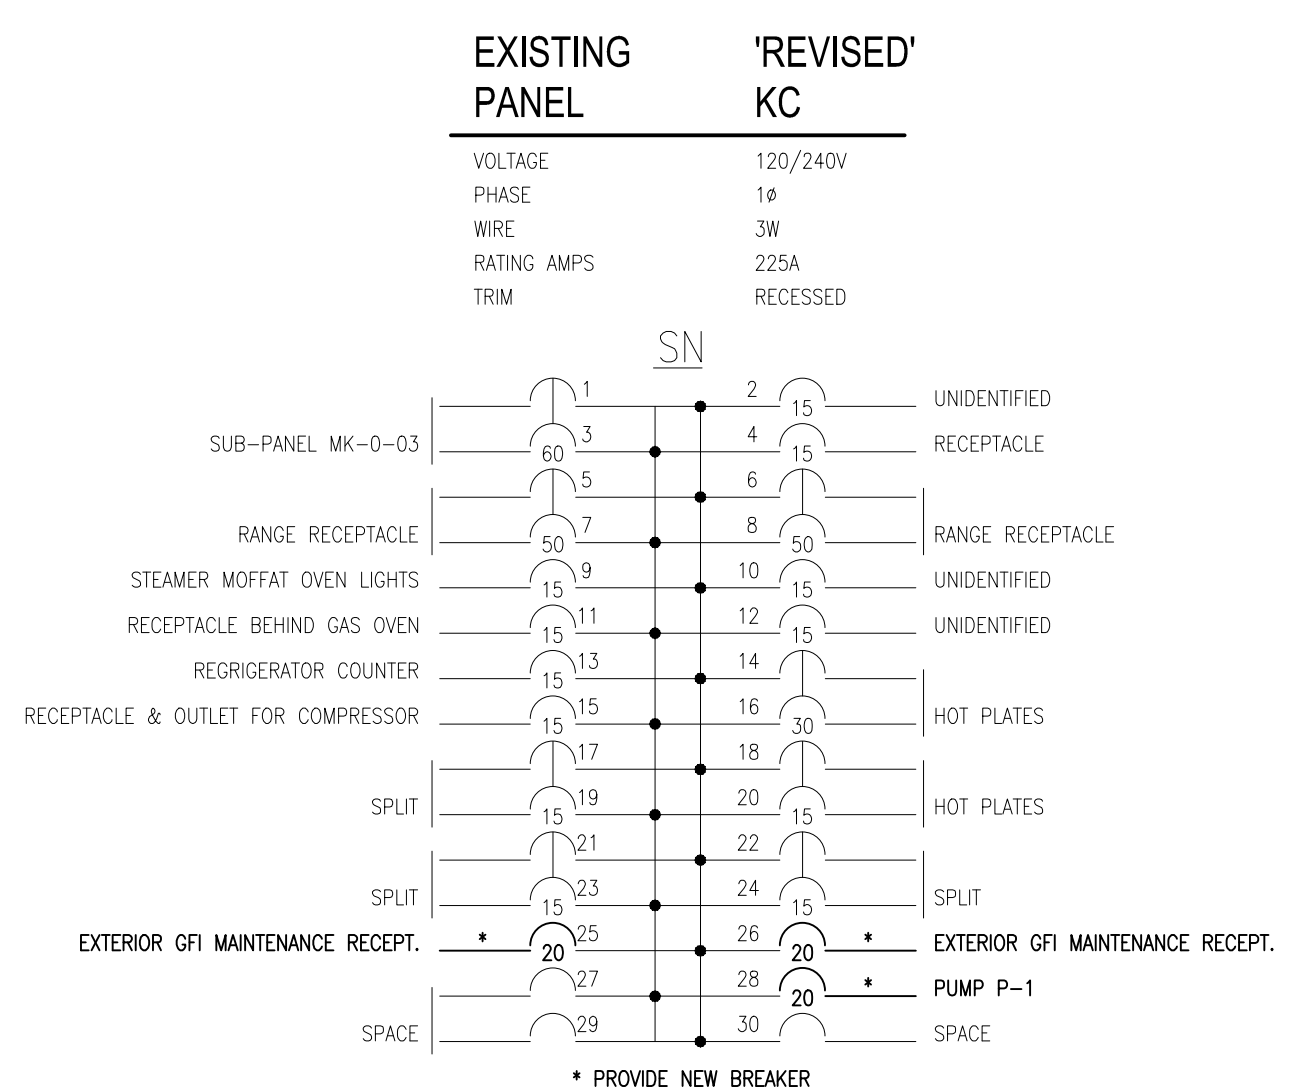 EXISTING 'REVISED'
PANEL KC
VOLTAGE 120/240V
PHASE 1ø
WIRE 3W
RATING AMPS 225A
TRIM RECESSED
SN
1 2 15 UNIDENTIFIED
SUB-PANEL MK-0-03 60 3 4 15 RECEPTACLE
5 6
RANGE RECEPTACLE 50 7 8 50 RANGE RECEPTACLE
STEAMER MOFFAT OVEN LIGHTS 15 9 10 15 UNIDENTIFIED
RECEPTACLE BEHIND GAS OVEN 15 11 12 15 UNIDENTIFIED
REGRIGERATOR COUNTER 15 13 14
RECEPTACLE & OUTLET FOR COMPRESSOR 15 15 16 30 HOT PLATES
17 18
SPLIT 15 19 20 15 HOT PLATES
21 22
SPLIT 15 23 24 15 SPLIT
EXTERIOR GFI MAINTENANCE RECEPT. * 20 25 26 20 * EXTERIOR GFI MAINTENANCE RECEPT.
27 28 20 * PUMP P-1
SPACE 29 30 SPACE
* PROVIDE NEW BREAKER